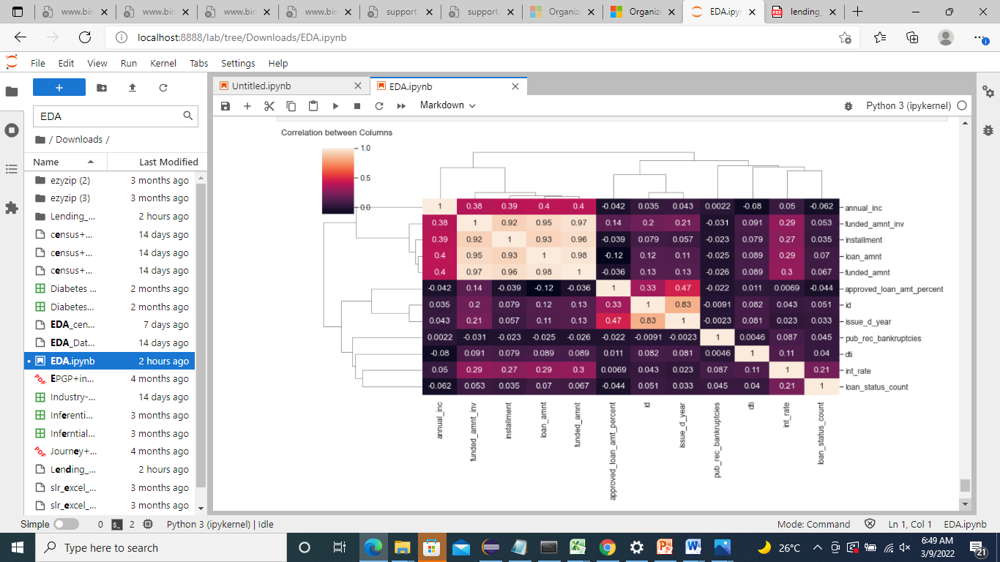 www.bin
www.bin
www.bin
www.bin
support.
support.
Organize
Organize
EDA.ipyn
lending_
localhost:8888/lab/tree/Downloads/EDA.ipynb
File Edit View Run Kernel Tabs Settings Help
Untitled.ipynb
EDA.ipynb
EDA
Markdown
Python 3 (ipykernel)
/ Downloads /
Name Last Modified
ezyzip (2) 3 months ago
ezyzip (3) 3 months ago
Lending_... 2 hours ago
census+... 14 days ago
census+... 14 days ago
census+... 14 days ago
Diabetes ... 2 months ago
Diabetes... 2 months ago
EDA_cen... 7 days ago
EDA_Dat... 14 days ago
EDA.ipynb 2 hours ago
EPGP+in... 4 months ago
Industry-... 14 days ago
Inferenti... 3 months ago
Inferntial... 3 months ago
Journey+... 4 months ago
Lending_... 2 hours ago
slr_excel_... 3 months ago
slr_excel_... 3 months ago
Correlation between Columns
1.0
0.5
0.0
1 0.38 0.39 0.4 0.4 -0.042 0.035 0.043 0.0022 -0.08 0.05 -0.062 annual_inc
0.38 1 0.92 0.95 0.97 0.14 0.2 0.21 -0.031 0.091 0.29 0.053 funded_amnt_inv
0.39 0.92 1 0.93 0.96 -0.039 0.079 0.057 -0.023 0.079 0.27 0.035 installment
0.4 0.95 0.93 1 0.98 -0.12 0.12 0.11 -0.025 0.089 0.29 0.07 loan_amnt
0.4 0.97 0.96 0.98 1 -0.036 0.13 0.13 -0.026 0.089 0.3 0.067 funded_amnt
-0.042 0.14 -0.039 -0.12 -0.036 1 0.33 0.47 -0.022 0.011 0.0069 -0.044 approved_loan_amt_percent
0.035 0.2 0.079 0.12 0.13 0.33 1 0.83 -0.0091 0.082 0.043 0.051 id
0.043 0.21 0.057 0.11 0.13 0.47 0.83 1 -0.0023 0.081 0.023 0.033 issue_d_year
0.0022 -0.031 -0.023 -0.025 -0.026 -0.022 -0.0091 -0.0023 1 0.0046 0.087 0.045 pub_rec_bankruptcies
-0.08 0.091 0.079 0.089 0.089 0.011 0.082 0.081 0.0046 1 0.11 0.04 dti
0.05 0.29 0.27 0.29 0.3 0.0069 0.043 0.023 0.087 0.11 1 0.21 int_rate
-0.062 0.053 0.035 0.07 0.067 -0.044 0.051 0.033 0.045 0.04 0.21 1 loan_status_count
annual_inc
funded_amnt_inv
installment
loan_amnt
funded_amnt
approved_loan_amt_percent
id
issue_d_year
pub_rec_bankruptcies
dti
int_rate
loan_status_count
Simple 0 2 Python 3 (ipykernel) | Idle Mode: Command Ln 1, Col 1 EDA.ipynb
Type here to search
26°C
6:49 AM
3/9/2022
21